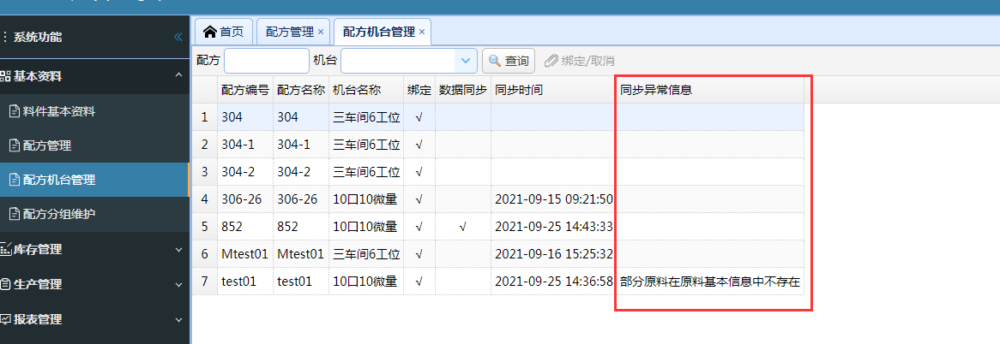 系统功能
基本资料
料件基本资料
配方管理
配方机台管理
配方分组维护
库存管理
生产管理
报表管理
首页 配方管理 × 配方机台管理 ×
配方 机台 查询 绑定/取消
配方编号 配方名称 机台名称 绑定 数据同步 同步时间 同步异常信息
1 304 304 三车间6工位 √
2 304-1 304-1 三车间6工位 √
3 304-2 304-2 三车间6工位 √
4 306-26 306-26 10口10微量 √ 2021-09-15 09:21:50
5 852 852 10口10微量 √ √ 2021-09-25 14:43:33
6 Mtest01 Mtest01 三车间6工位 √ 2021-09-16 15:25:32
7 test01 test01 10口10微量 √ 2021-09-25 14:36:58 部分原料在原料基本信息中不存在